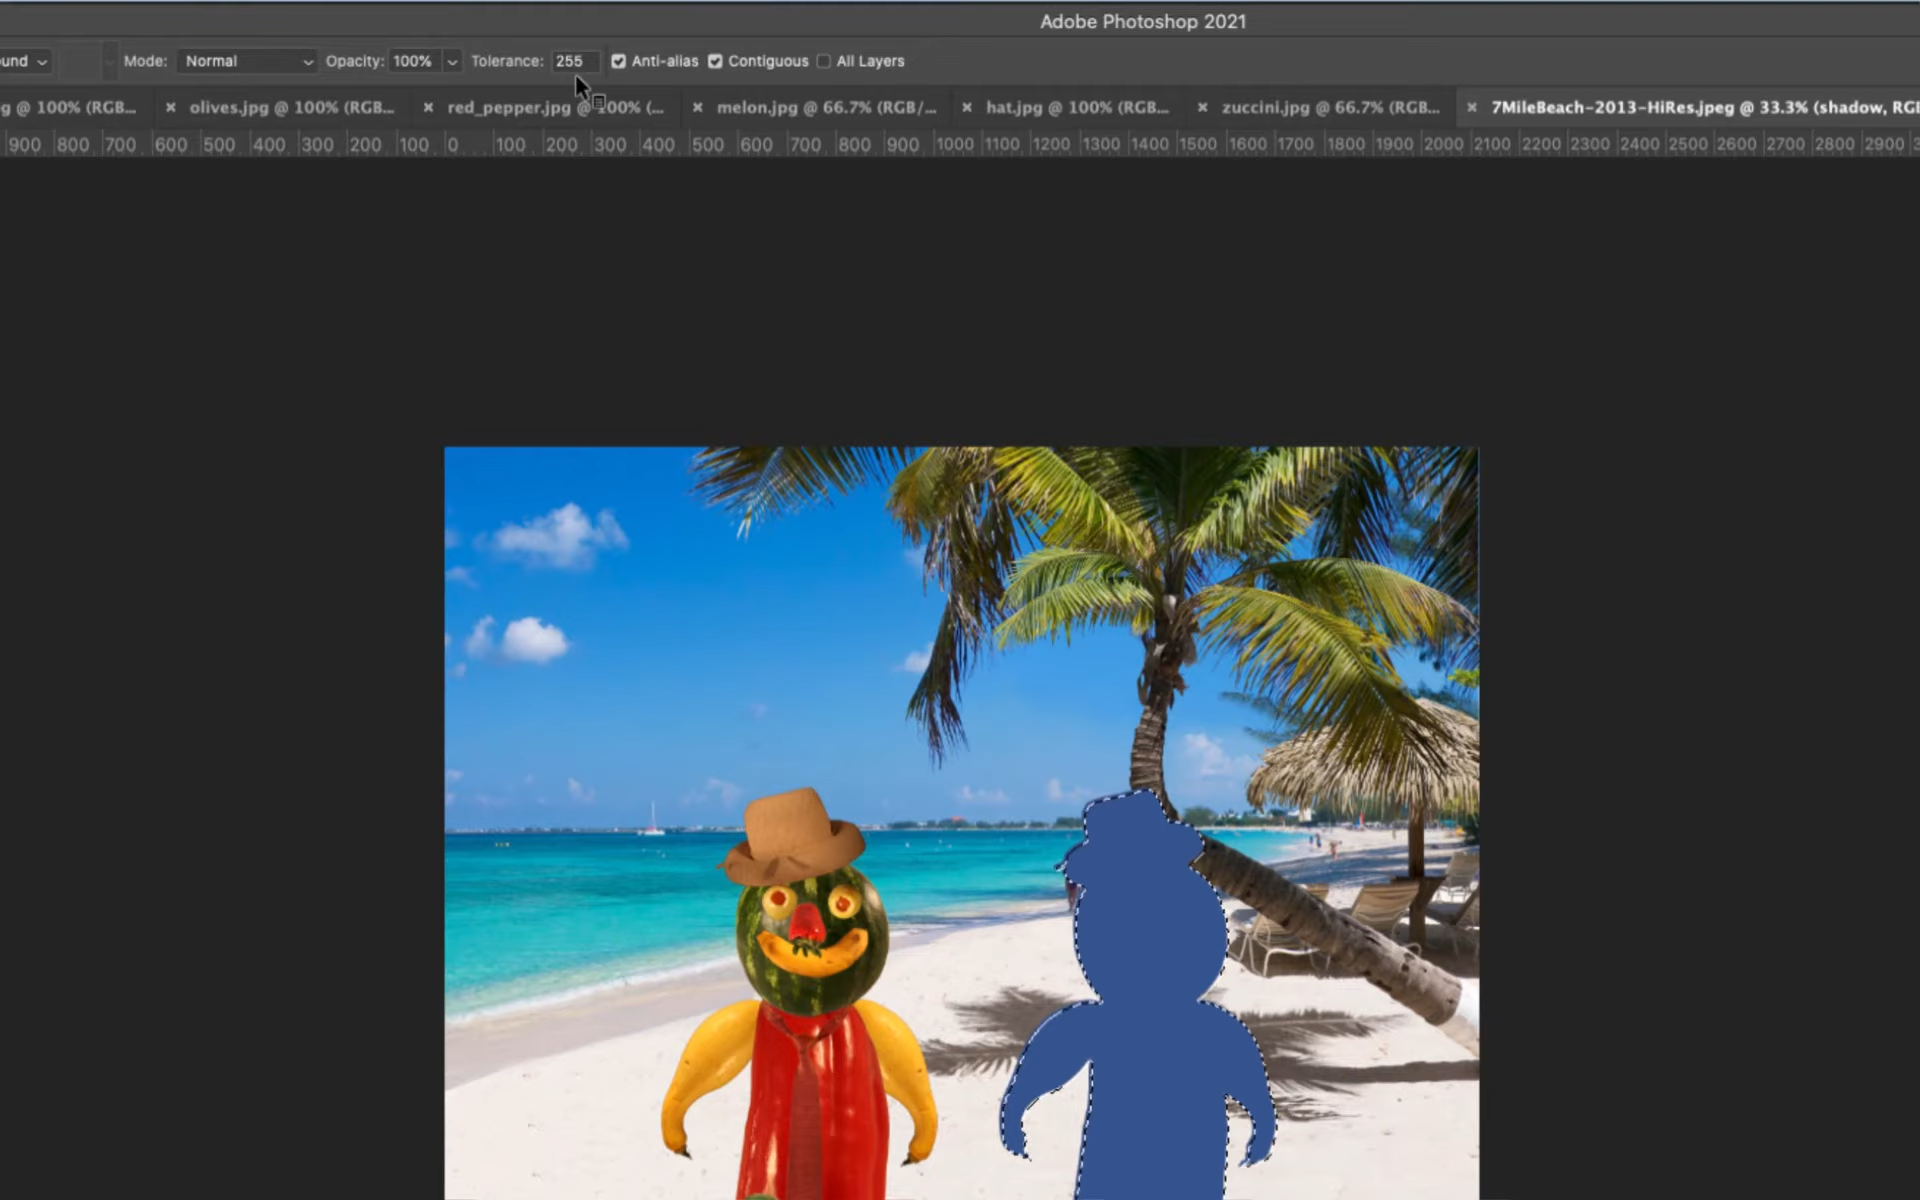 Adobe Photoshop 2021
und Mode: Normal Opacity: 100% Tolerance: 255 Anti-alias Contiguous All Layers
g @ 100% (RGB... × olives.jpg @ 100% (RGB... × red_pepper.jpg @ 100% (... × melon.jpg @ 66.7% (RGB/... × hat.jpg @ 100% (RGB... × zuccini.jpg @ 66.7% (RGB... × 7MileBeach-2013-HiRes.jpeg @ 33.3% (shadow, RGB
900 800 700 600 500 400 300 200 100 0 100 200 300 400 500 600 700 800 900 1000 1100 1200 1300 1400 1500 1600 1700 1800 1900 2000 2100 2200 2300 2400 2500 2600 2700 2800 2900 3